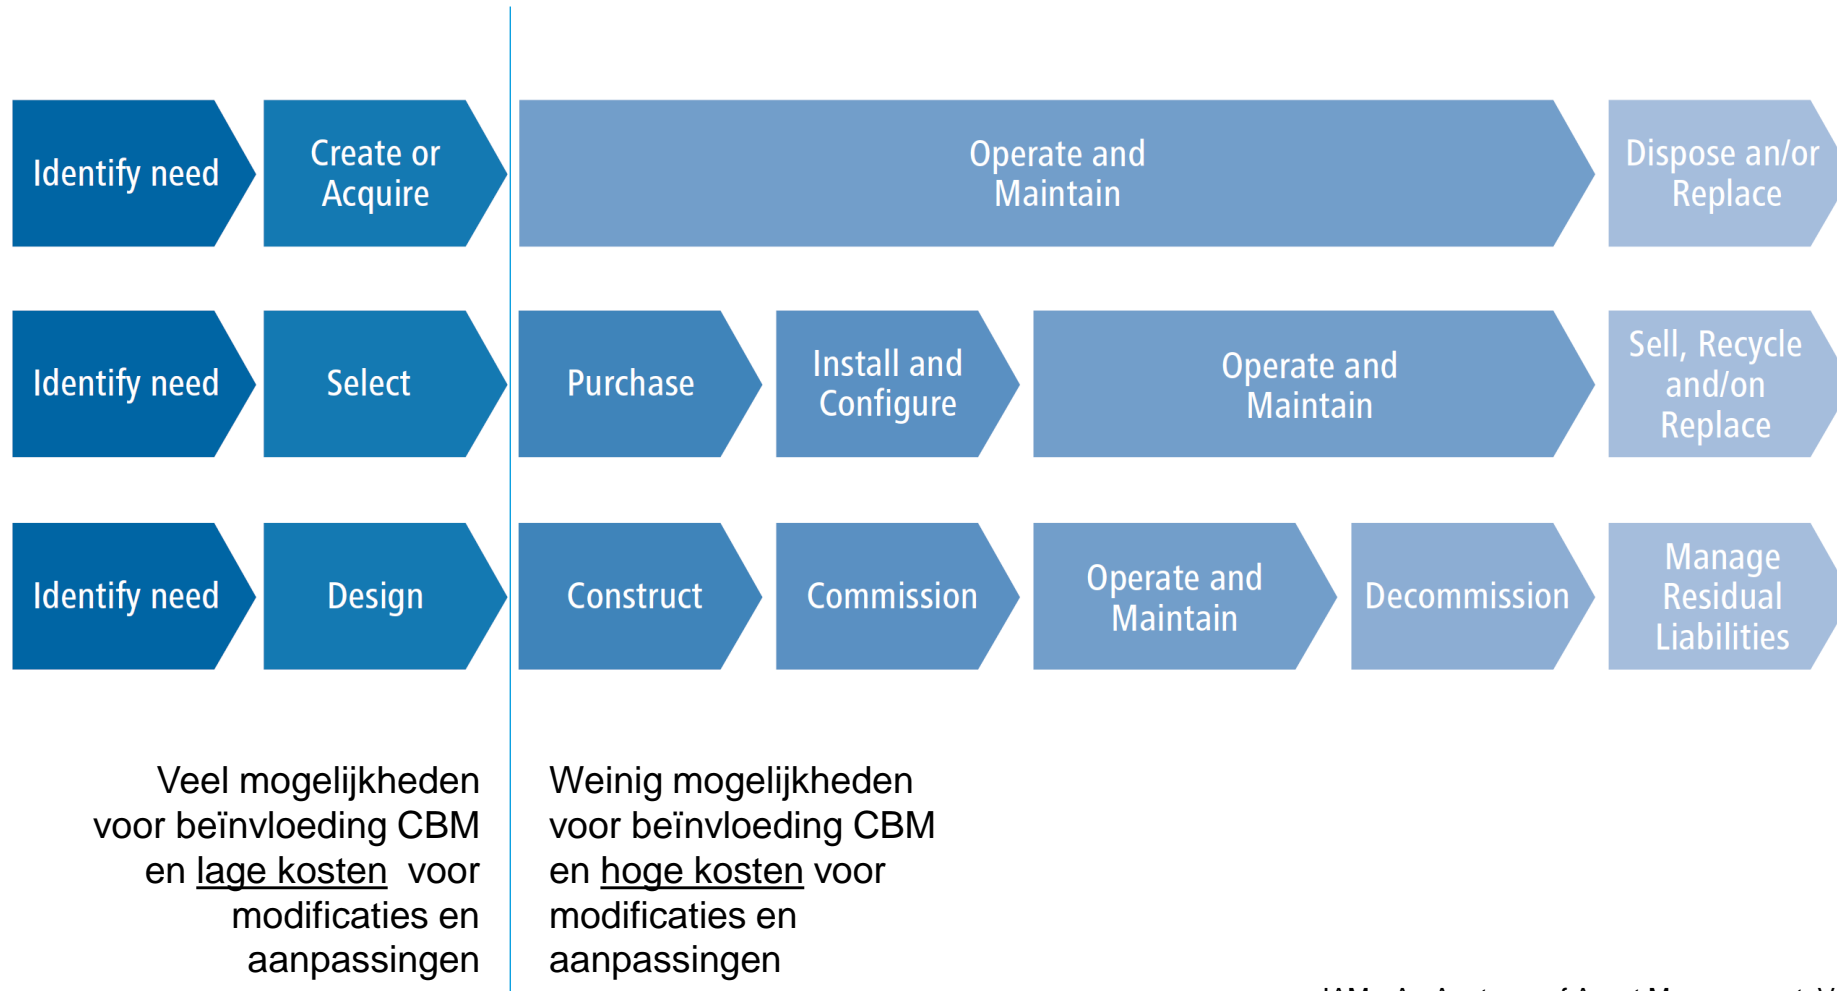 Identify need
Create or
Acquire
Operate and
Maintain
Dispose an/or
Replace
Identify need
Select
Purchase
Install and
Configure
Operate and
Maintain
Sell, Recycle
and/on
Replace
Identify need
Design
Construct
Commission
Operate and
Maintain
Decommission
Manage
Residual
Liabilities
Veel mogelijkheden
voor beïnvloeding CBM
en lage kosten voor
modificaties en
aanpassingen
Weinig mogelijkheden
voor beïnvloeding CBM
en hoge kosten voor
modificaties en
aanpassingen